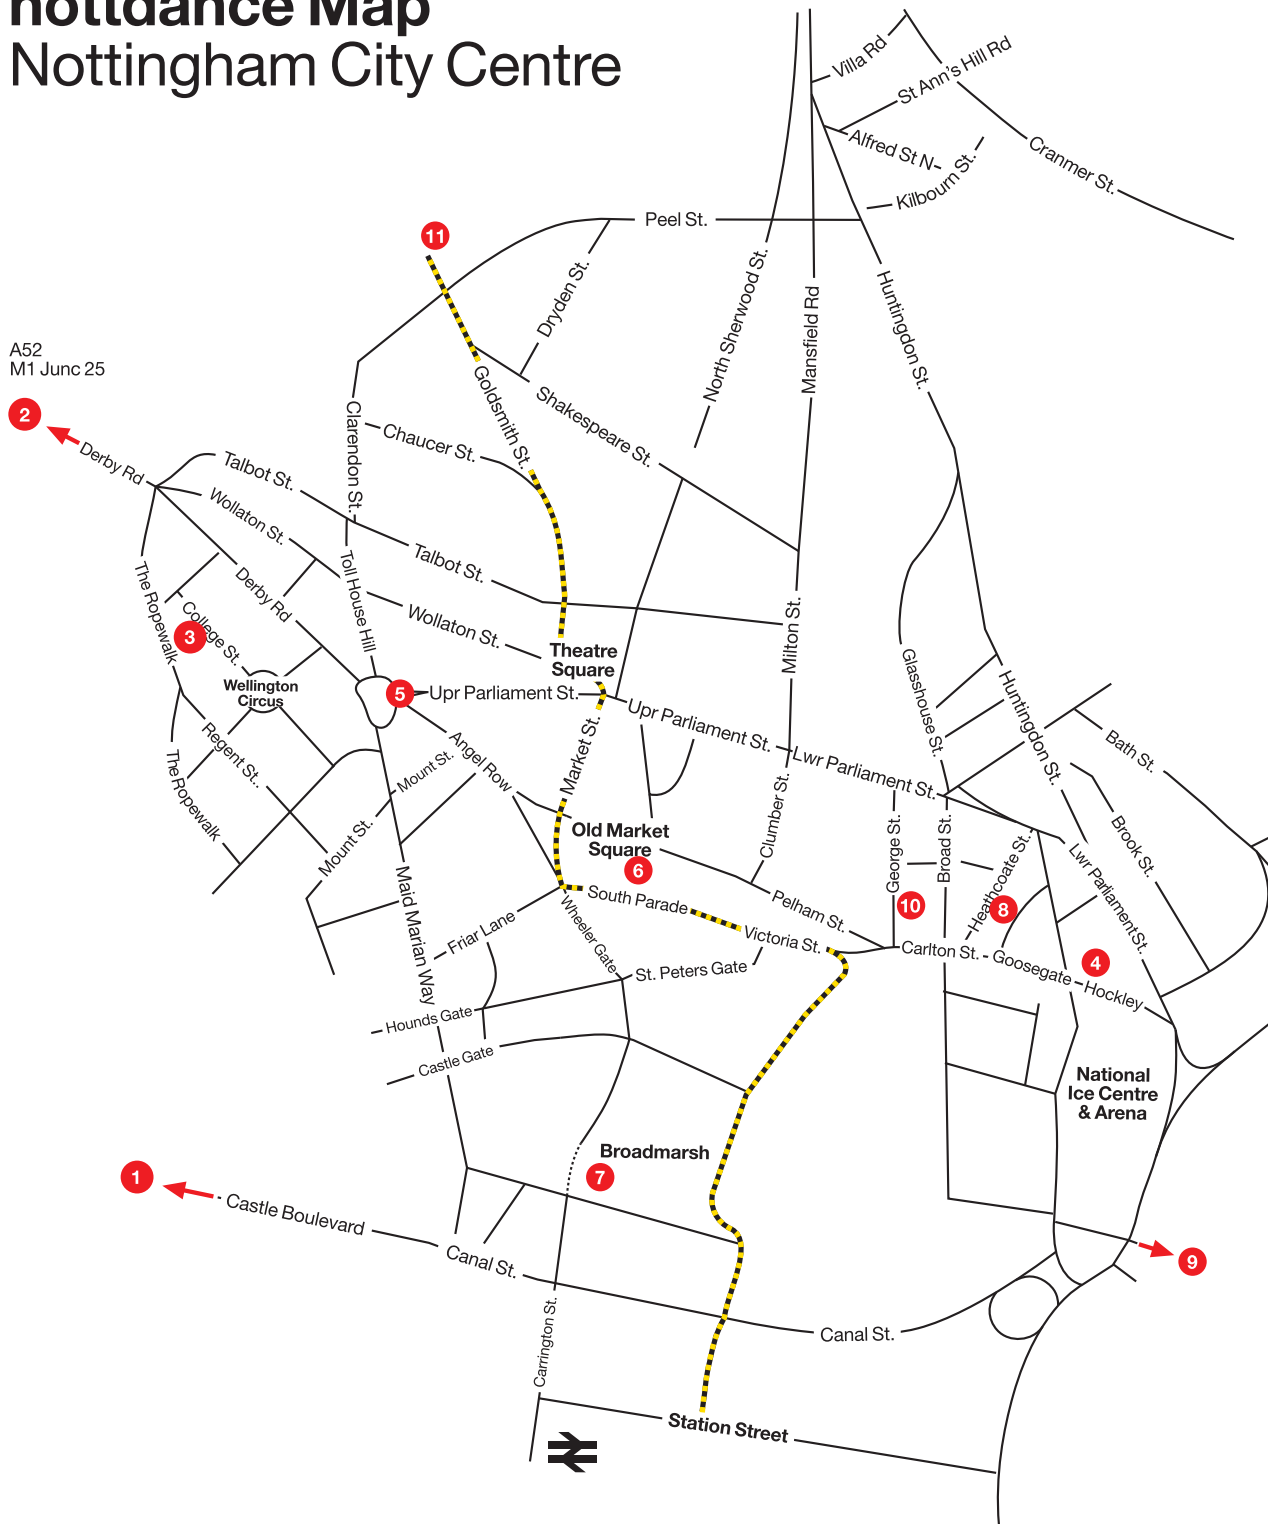 nottdance Map
Nottingham City Centre
Villa Rd
St Ann's Hill Rd
Alfred St N
Kilbourn St.
Cranmer St.
Peel St.
11
Dryden St.
North Sherwood St.
Mansfield Rd
Huntingdon St.
A52
M1 Junc 25
2
Derby Rd
Goldsmith St.
Shakespeare St.
Clarendon St.
Chaucer St.
Talbot St.
Wollaton St.
Talbot St.
The Ropewalk
Derby Rd
Toll House Hill
Wollaton St.
Milton St.
College St.
3
Theatre
Square
Glasshouse St.
Huntingdon St.
Wellington
Circus
5
Upr Parliament St.
Upr Parliament St.
Lwr Parliament St.
Bath St.
Regent St.
The Ropewalk
Angel Row
Mount St.
Market St.
Clumber St.
Mount St.
Old Market
Square
6
George St.
Broad St.
Heathcoate St.
Lwr Parliament St.
Brook St.
Maid Marian Way
South Parade
Pelham St.
10
8
Friar Lane
Wheeler Gate
Victoria St.
Carlton St.
Goosegate
4
Hockley
St. Peters Gate
Hounds Gate
Castle Gate
National
Ice Centre
& Arena
Broadmarsh
7
1
Castle Boulevard
Canal St.
9
Carrington St.
Canal St.
Station Street